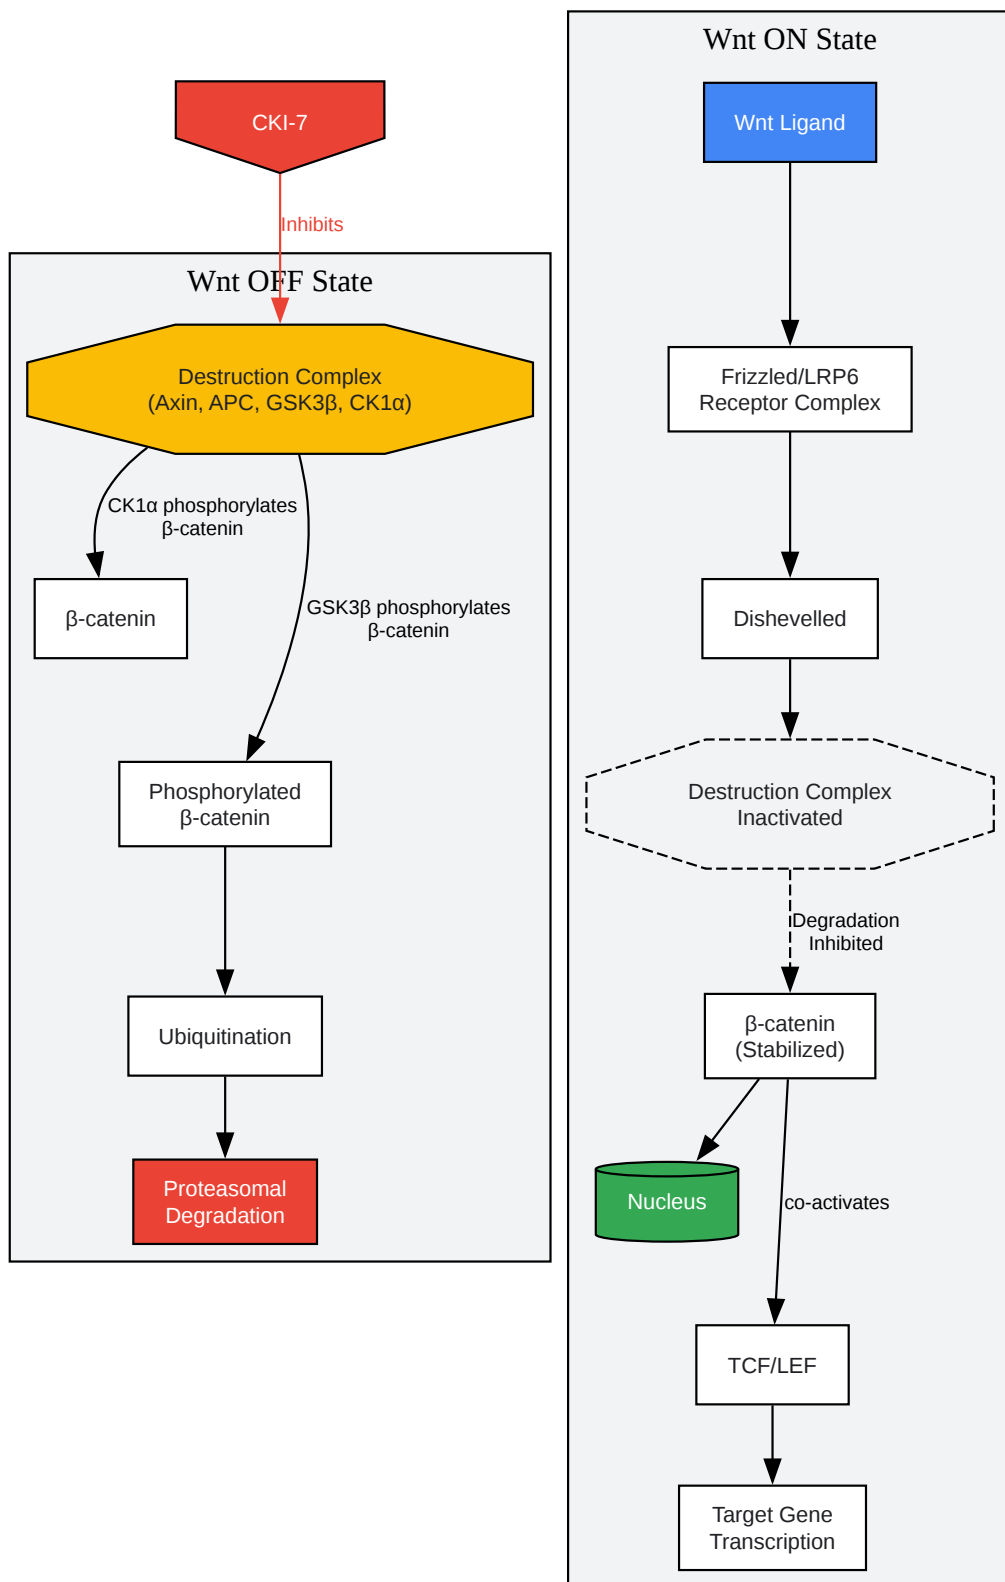 CKI-7
Inhibits
Wnt OFF State
Destruction Complex
(Axin, APC, GSK3β, CK1α)
CK1α phosphorylates
β-catenin
β-catenin
GSK3β phosphorylates
β-catenin
Phosphorylated
β-catenin
Ubiquitination
Proteasomal
Degradation
Wnt ON State
Wnt Ligand
Frizzled/LRP6
Receptor Complex
Dishevelled
Destruction Complex
Inactivated
Degradation
Inhibited
β-catenin
(Stabilized)
Nucleus
co-activates
TCF/LEF
Target Gene
Transcription